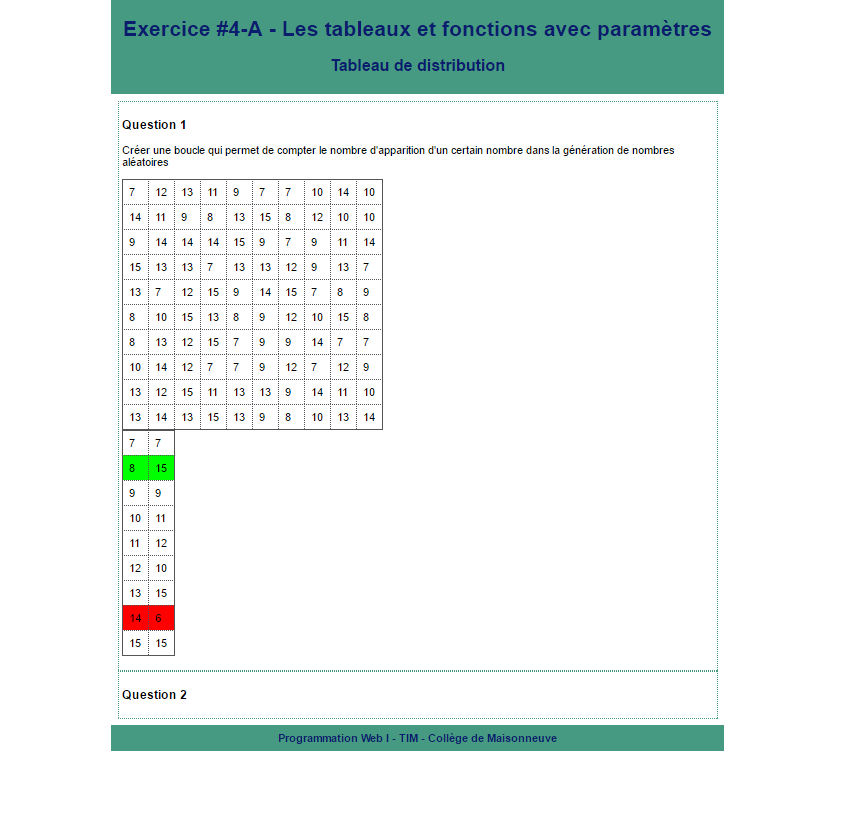 Exercice #4-A - Les tableaux et fonctions avec paramètres
Tableau de distribution
Question 1
Créer une boucle qui permet de compter le nombre d'apparition d'un certain nombre dans la génération de nombres
aléatoires
7 12 13 11 9 7 7 10 14 10
14 11 9 8 13 15 8 12 10 10
9 14 14 14 15 9 7 9 11 14
15 13 13 7 13 13 12 9 13 7
13 7 12 15 9 14 15 7 8 9
8 10 15 13 8 9 12 10 15 8
8 13 12 15 7 9 9 14 7 7
10 14 12 7 7 9 12 7 12 9
13 12 15 11 13 13 9 14 11 10
13 14 13 15 13 9 8 10 13 14
7 7
8 15
9 9
10 11
11 12
12 10
13 15
14 6
15 15
Question 2
Programmation Web I - TIM - Collège de Maisonneuve